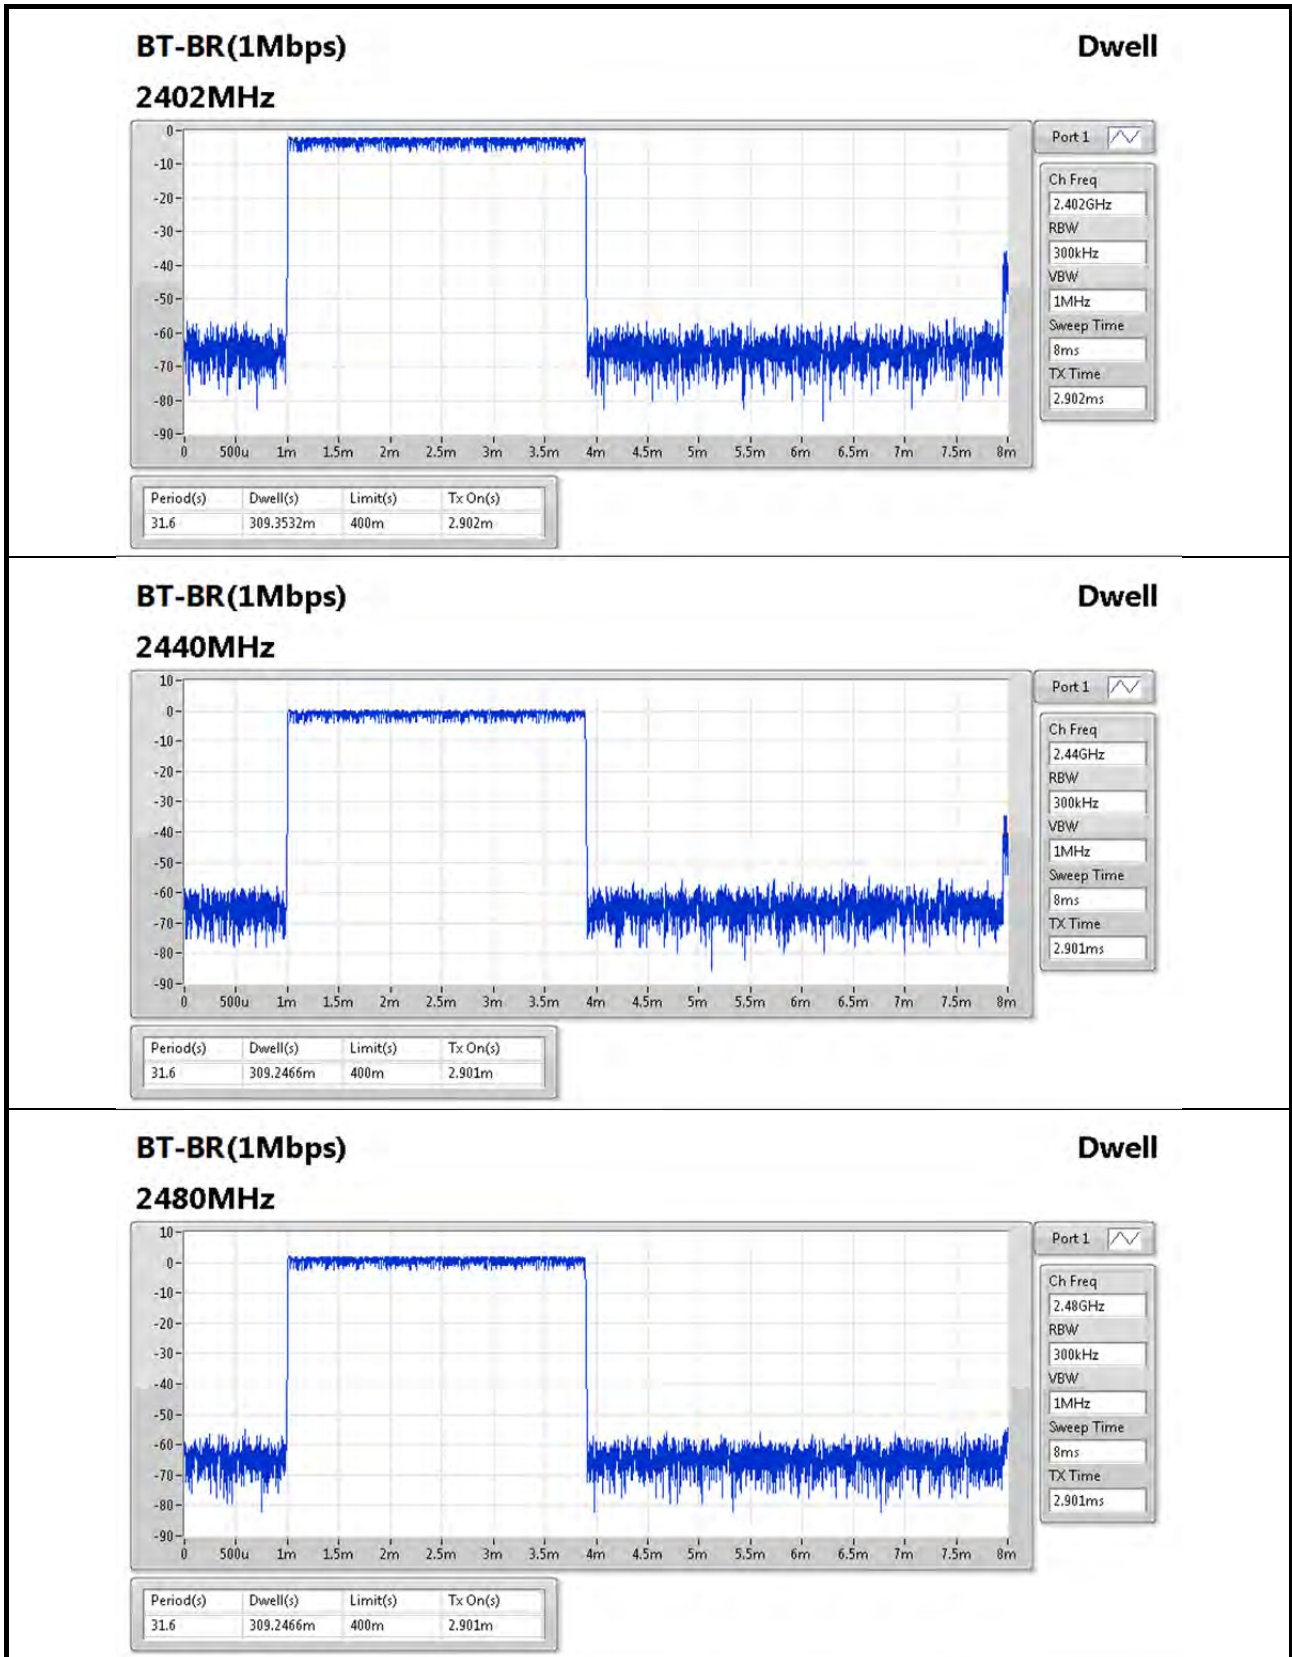 BT-BR(1Mbps) Dwell
2402MHz
0
-10
-20
-30
-40
-50
-60
-70
-80
-90
0 500u 1m 1.5m 2m 2.5m 3m 3.5m 4m 4.5m 5m 5.5m 6m 6.5m 7m 7.5m 8m
Port 1
Ch Freq
2.402GHz
RBW
300kHz
VBW
1MHz
Sweep Time
8ms
TX Time
2.902ms
Period(s) Dwell(s) Limit(s) Tx On(s)
31.6 309.3532m 400m 2.902m
BT-BR(1Mbps) Dwell
2440MHz
10
0
-10
-20
-30
-40
-50
-60
-70
-80
-90
0 500u 1m 1.5m 2m 2.5m 3m 3.5m 4m 4.5m 5m 5.5m 6m 6.5m 7m 7.5m 8m
Port 1
Ch Freq
2.44GHz
RBW
300kHz
VBW
1MHz
Sweep Time
8ms
TX Time
2.901ms
Period(s) Dwell(s) Limit(s) Tx On(s)
31.6 309.2466m 400m 2.901m
BT-BR(1Mbps) Dwell
2480MHz
10
0
-10
-20
-30
-40
-50
-60
-70
-80
-90
0 500u 1m 1.5m 2m 2.5m 3m 3.5m 4m 4.5m 5m 5.5m 6m 6.5m 7m 7.5m 8m
Port 1
Ch Freq
2.48GHz
RBW
300kHz
VBW
1MHz
Sweep Time
8ms
TX Time
2.901ms
Period(s) Dwell(s) Limit(s) Tx On(s)
31.6 309.2466m 400m 2.901m